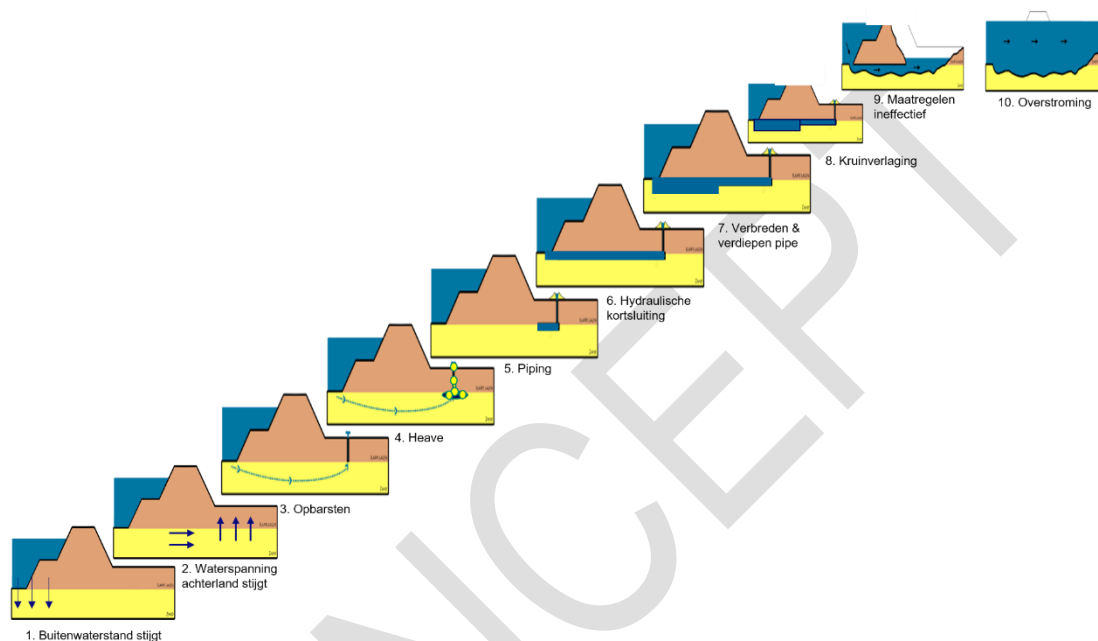 1. Buitenwaterstand stijgt
2. Waterspanning
achterland stijgt
3. Opbarsten
4. Heave
5. Piping
6. Hydraulische
kortsluiting
7. Verbreden &
verdiepen pipe
8. Kruinverlaging
9. Maatregelen
ineffectief
10. Overstroming
NCEPT